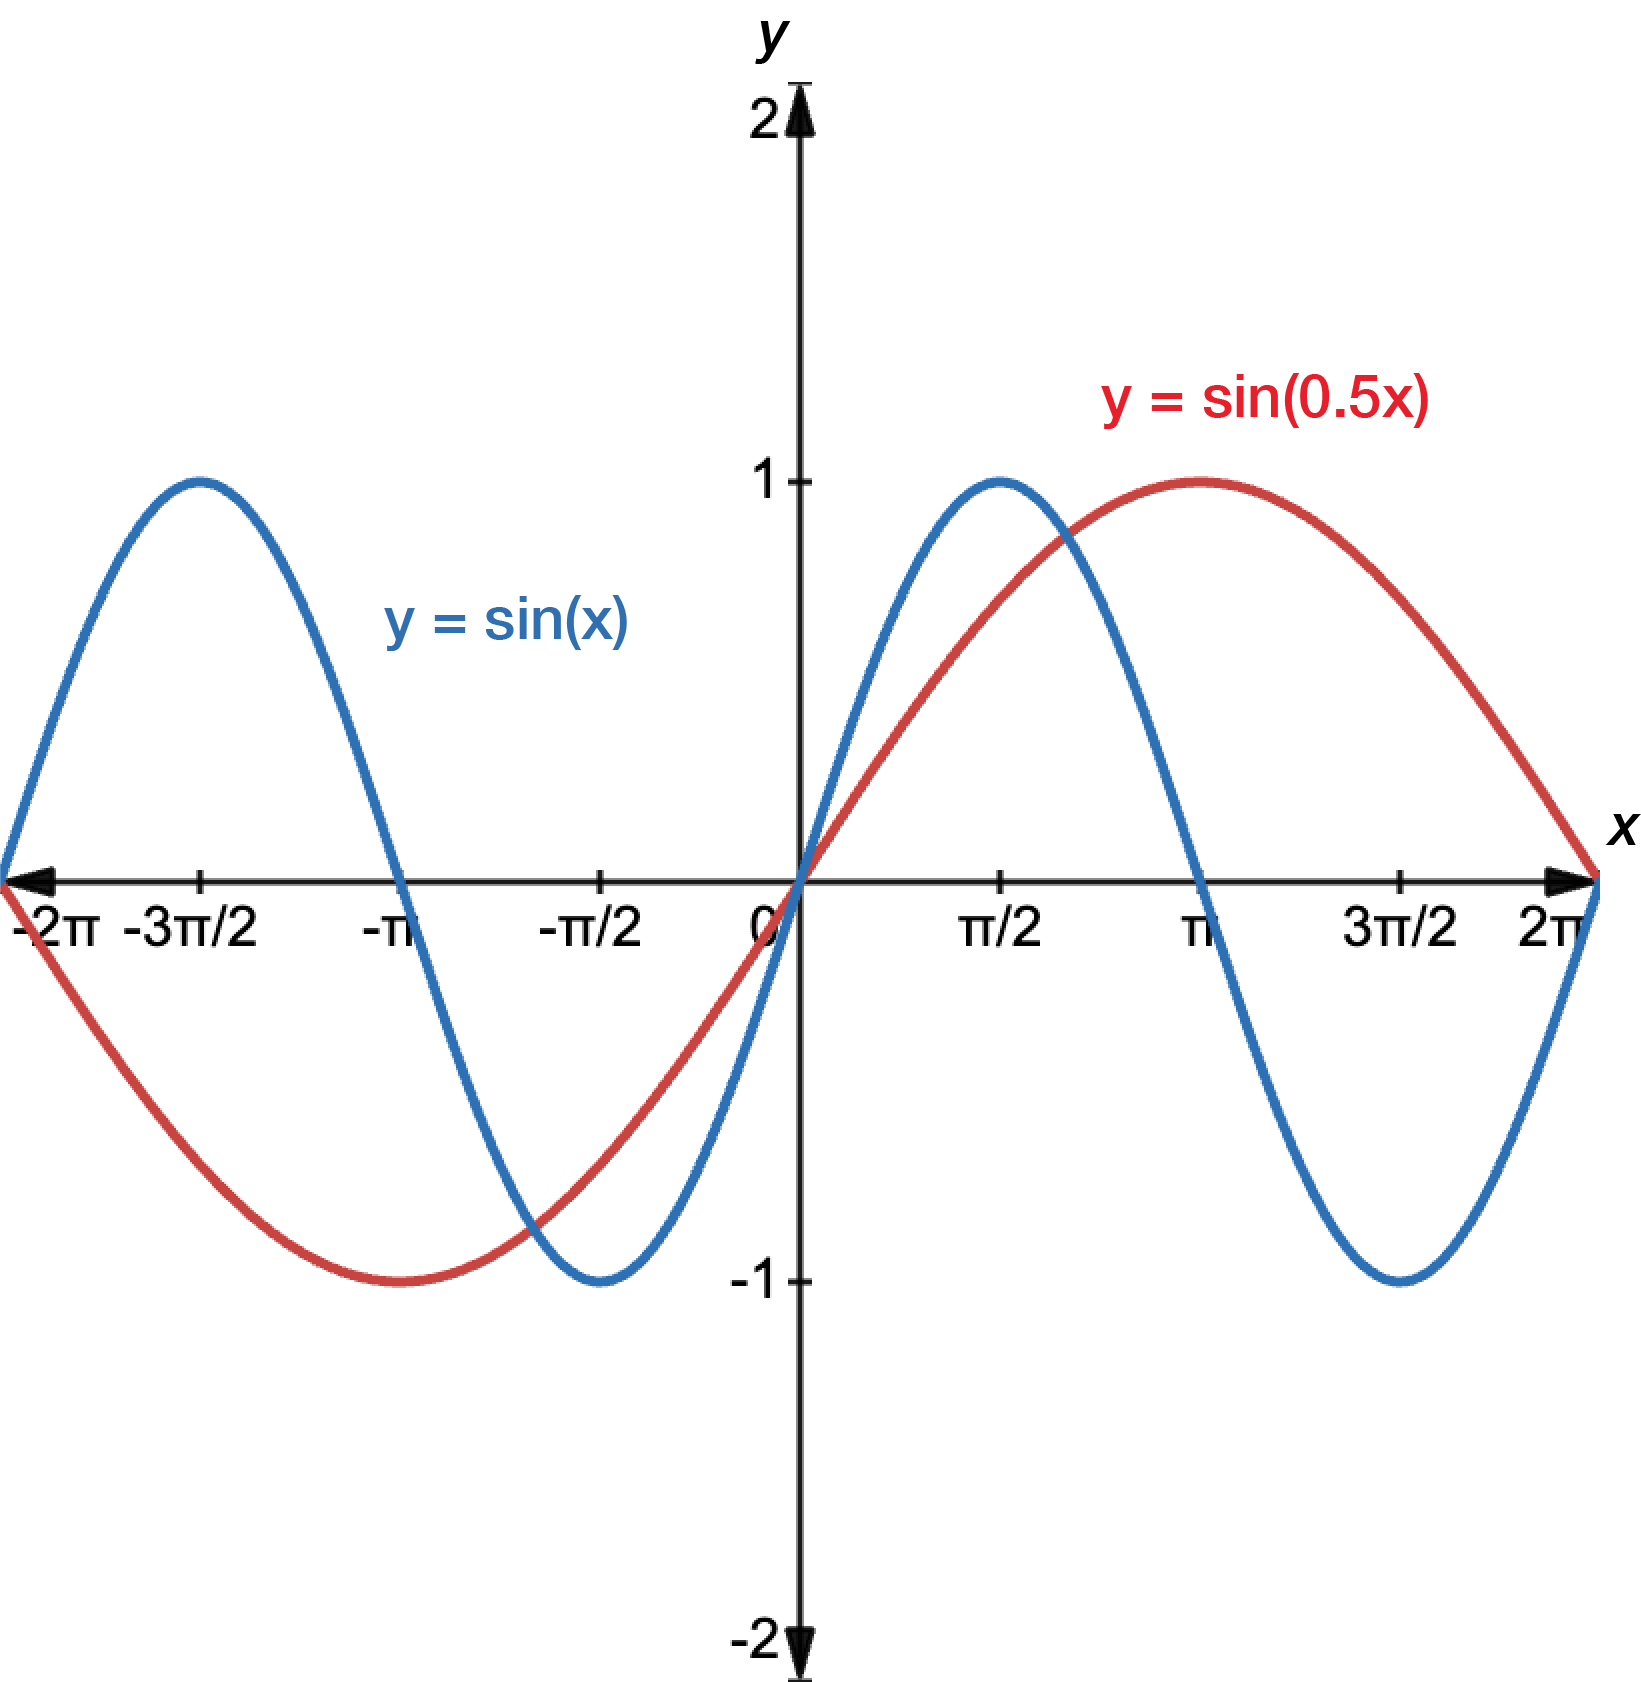 y
2
y = sin(0.5x)
1
y = sin(x)
x
-2π -3π/2 -π -π/2 0 π/2 π 3π/2 2π
-1
-2